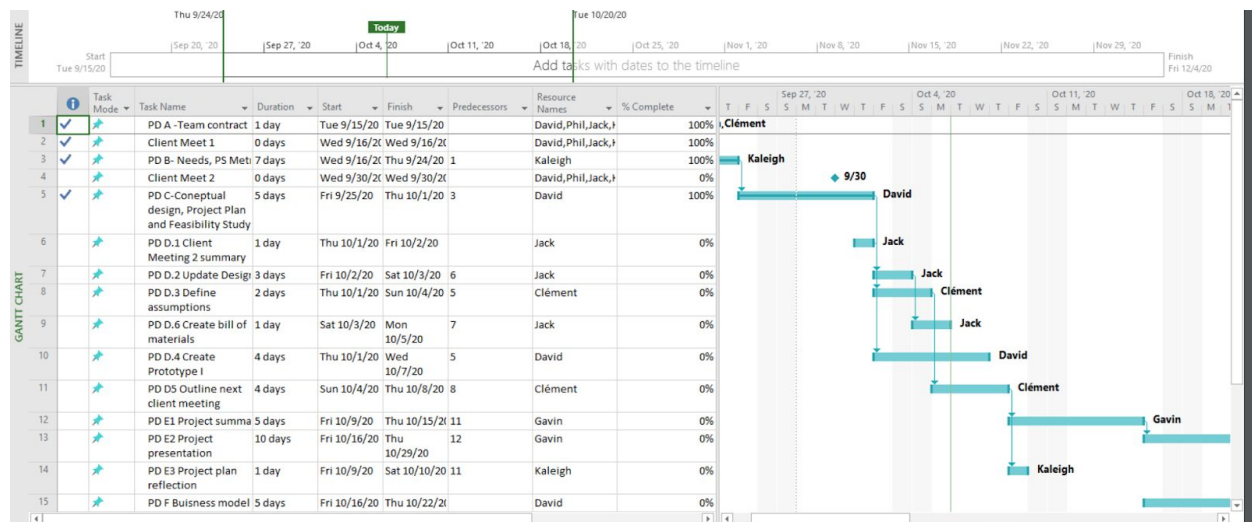 Thu 9/24/20
Tue 10/20/20
Today
TIMELINE
Sep 20, '20 Sep 27, '20 Oct 4, '20 Oct 11, '20 Oct 18, '20 Oct 25, '20 Nov 1, '20 Nov 8, '20 Nov 15, '20 Nov 22, '20 Nov 29, '20
Start
Tue 9/15/20
Add tasks with dates to the timeline
Finish
Fri 12/4/20
GANTT CHART
Task Mode Task Name Duration Start Finish Predecessors Resource Names % Complete
Sep 27, '20 Oct 4, '20 Oct 11, '20 Oct 18, '20
T F S S M T W T F S S M T W T F S S M T W T F S S M T
1 PD A -Team contract 1 day Tue 9/15/20 Tue 9/15/20 David,Phil,Jack, 100% ,Clément
2 Client Meet 1 0 days Wed 9/16/20 Wed 9/16/20 David,Phil,Jack, 100%
3 PD B- Needs, PS Met 7 days Wed 9/16/20 Thu 9/24/20 1 Kaleigh 100% Kaleigh
4 Client Meet 2 0 days Wed 9/30/20 Wed 9/30/20 David,Phil,Jack, 0% 9/30
5 PD C-Coneptual 5 days Fri 9/25/20 Thu 10/1/20 3 David 100% David
design, Project Plan
and Feasibility Study
6 PD D.1 Client 1 day Thu 10/1/20 Fri 10/2/20 Jack 0% Jack
Meeting 2 summary
7 PD D.2 Update Desig 3 days Fri 10/2/20 Sat 10/3/20 6 Jack 0% Jack
8 PD D.3 Define 2 days Thu 10/1/20 Sun 10/4/20 5 Clément 0% Clément
assumptions
9 PD D.6 Create bill of 1 day Sat 10/3/20 Mon 7 Jack 0% Jack
materials 10/5/20
10 PD D.4 Create 4 days Thu 10/1/20 Wed 5 David 0% David
Prototype I 10/7/20
11 PD D5 Outline next 4 days Sun 10/4/20 Thu 10/8/20 8 Clément 0% Clément
client meeting
12 PD E1 Project summa 5 days Fri 10/9/20 Thu 10/15/20 11 Gavin 0% Gavin
13 PD E2 Project 10 days Fri 10/16/20 Thu 12 Gavin 0%
presentation 10/29/20
14 PD E3 Project plan 1 day Fri 10/9/20 Sat 10/10/20 11 Kaleigh 0% Kaleigh
reflection
15 PD F Buisness model 5 days Fri 10/16/20 Thu 10/22/20 David 0%